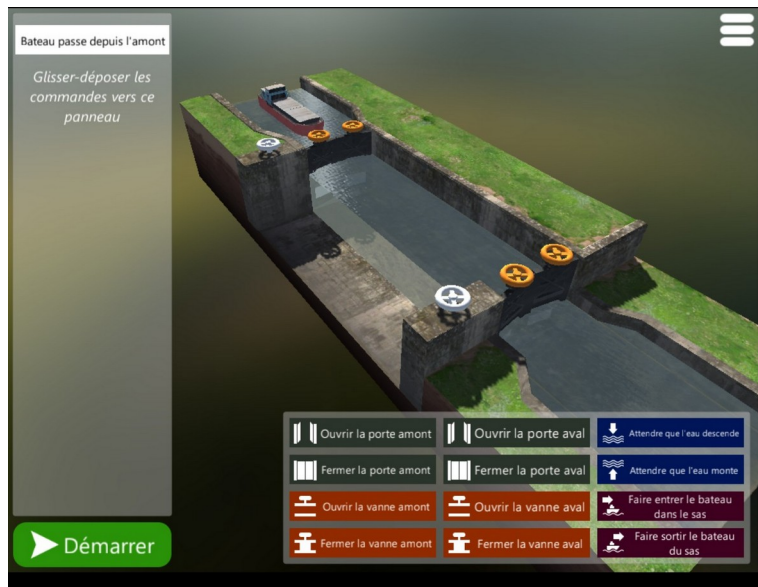 Bateau passe depuis l'amont
Glisser-déposer les
commandes vers ce
panneau
Démarrer
Ouvrir la porte amont
Ouvrir la porte aval
Attendre que l'eau descende
Fermer la porte amont
Fermer la porte aval
Attendre que l'eau monte
Ouvrir la vanne amont
Ouvrir la vanne aval
Faire entrer le bateau
dans le sas
Fermer la vanne amont
Fermer la vanne aval
Faire sortir le bateau
du sas